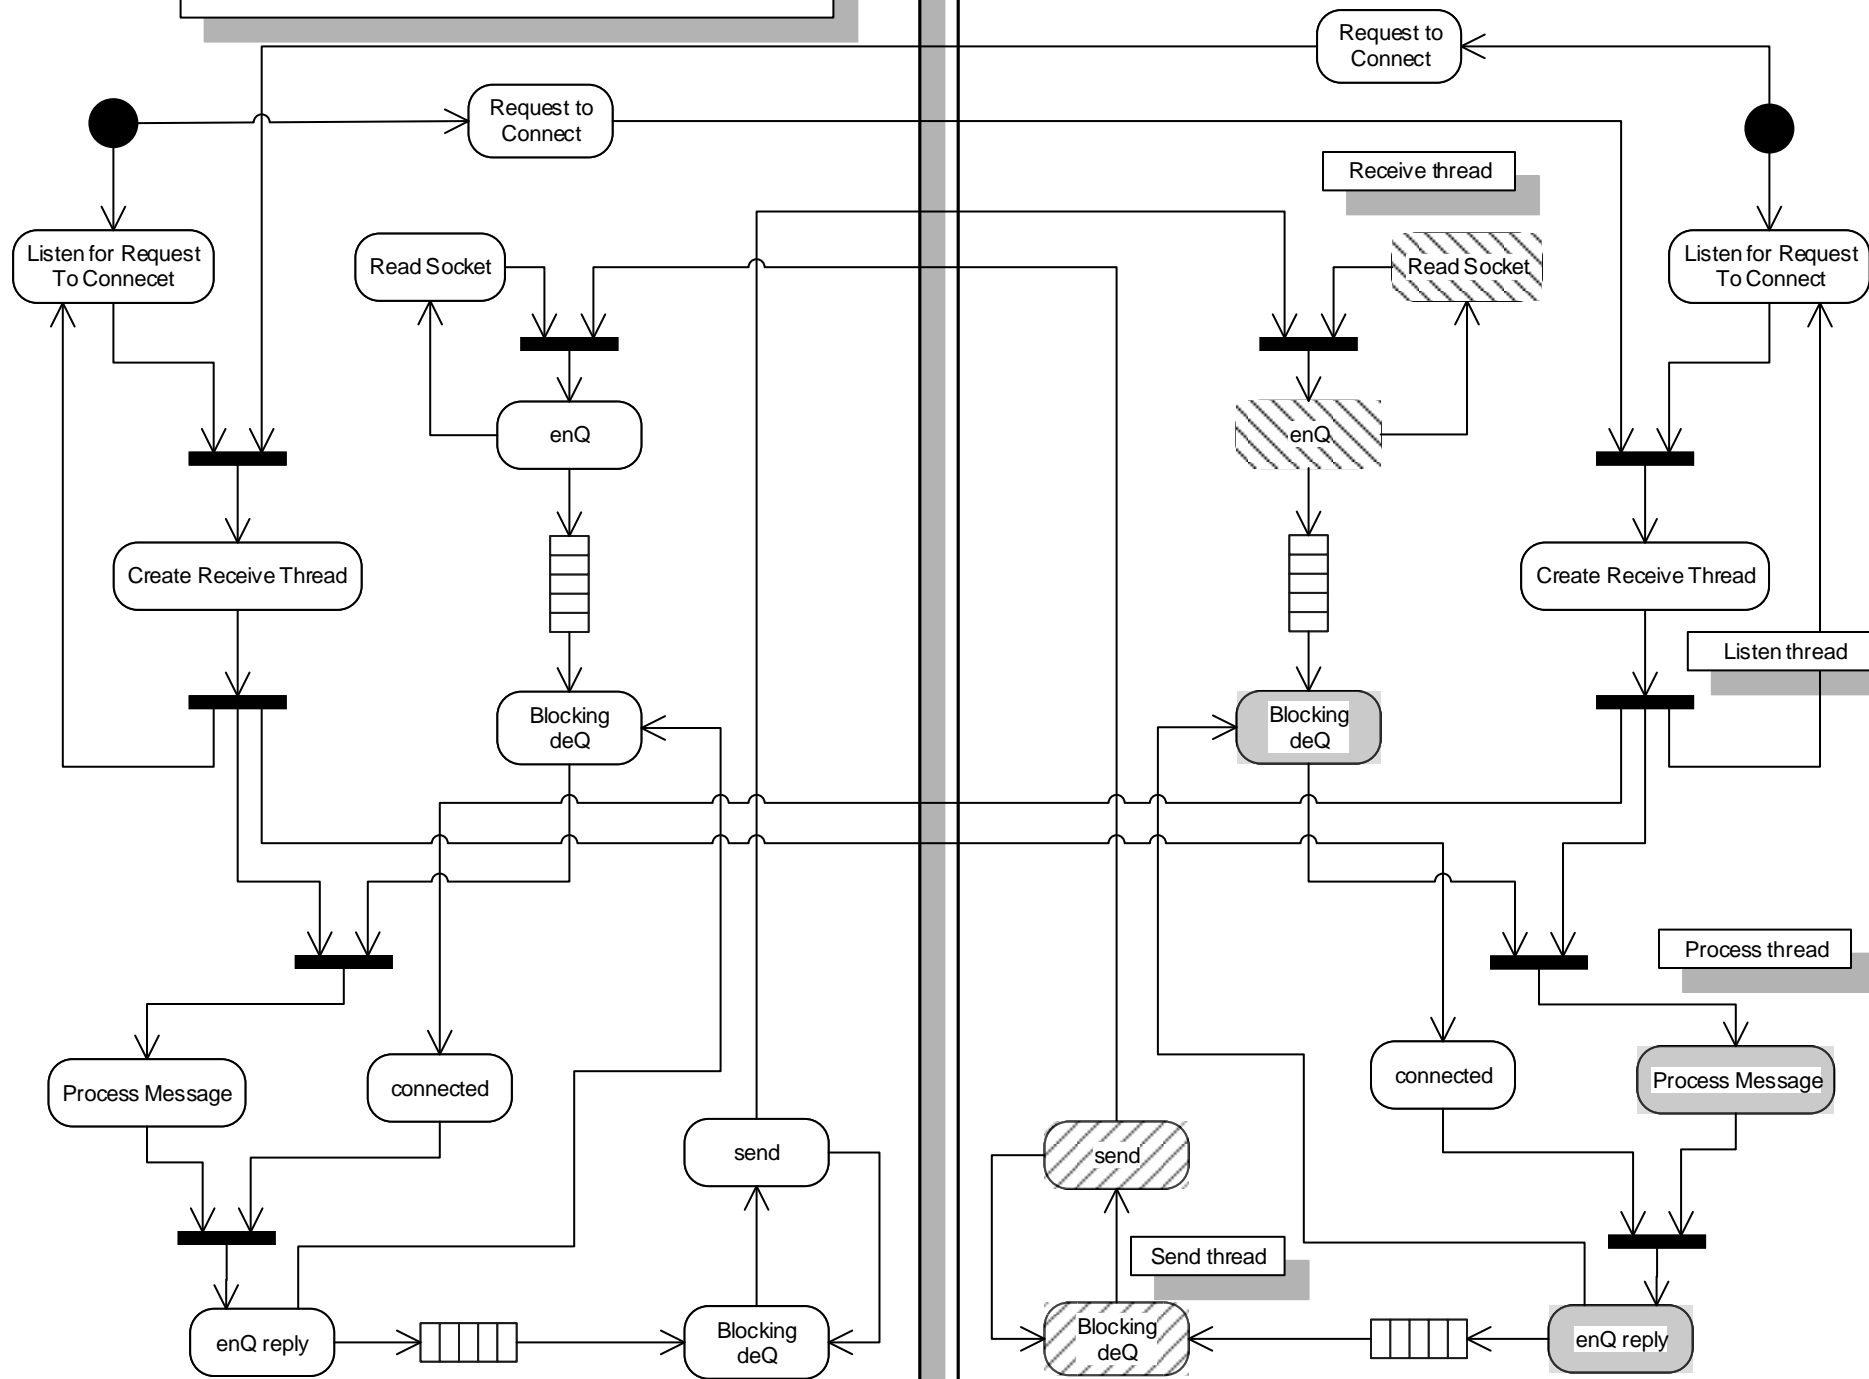 Request to
Connect
Request to
Connect
Receive thread
Listen for Request
To Connecet
Read Socket
Read Socket
Listen for Request
To Connect
enQ
enQ
Create Receive Thread
Create Receive Thread
Listen thread
Blocking
deQ
Blocking
deQ
Process thread
Process Message
connected
connected
Process Message
send
send
Send thread
enQ reply
Blocking
deQ
Blocking
deQ
enQ reply